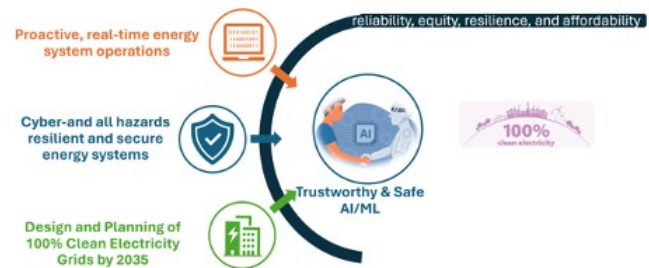 reliability, equity, resilience, and affordability
Proactive, real-time energy
system operations
Cyber-and all hazards
resilient and secure
energy systems
AI
Trustworthy & Safe
AI/ML
100%
clean electricity
Design and Planning of
100% Clean Electricity
Grids by 2035